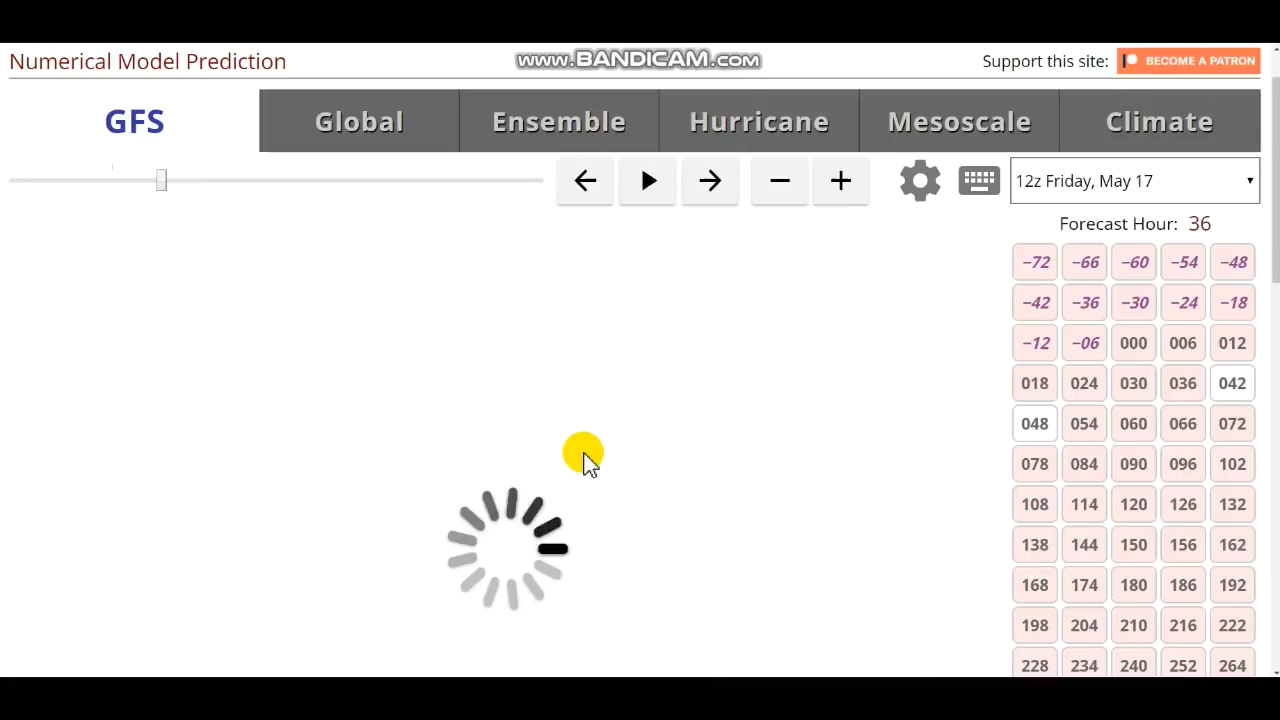 www.BANDICAM.com
Numerical Model Prediction
Support this site: BECOME A PATRON
GFS Global Ensemble Hurricane Mesoscale Climate
12z Friday, May 17
Forecast Hour: 36
−72 −66 −60 −54 −48
−42 −36 −30 −24 −18
−12 −06 000 006 012
018 024 030 036 042
048 054 060 066 072
078 084 090 096 102
108 114 120 126 132
138 144 150 156 162
168 174 180 186 192
198 204 210 216 222
228 234 240 252 264